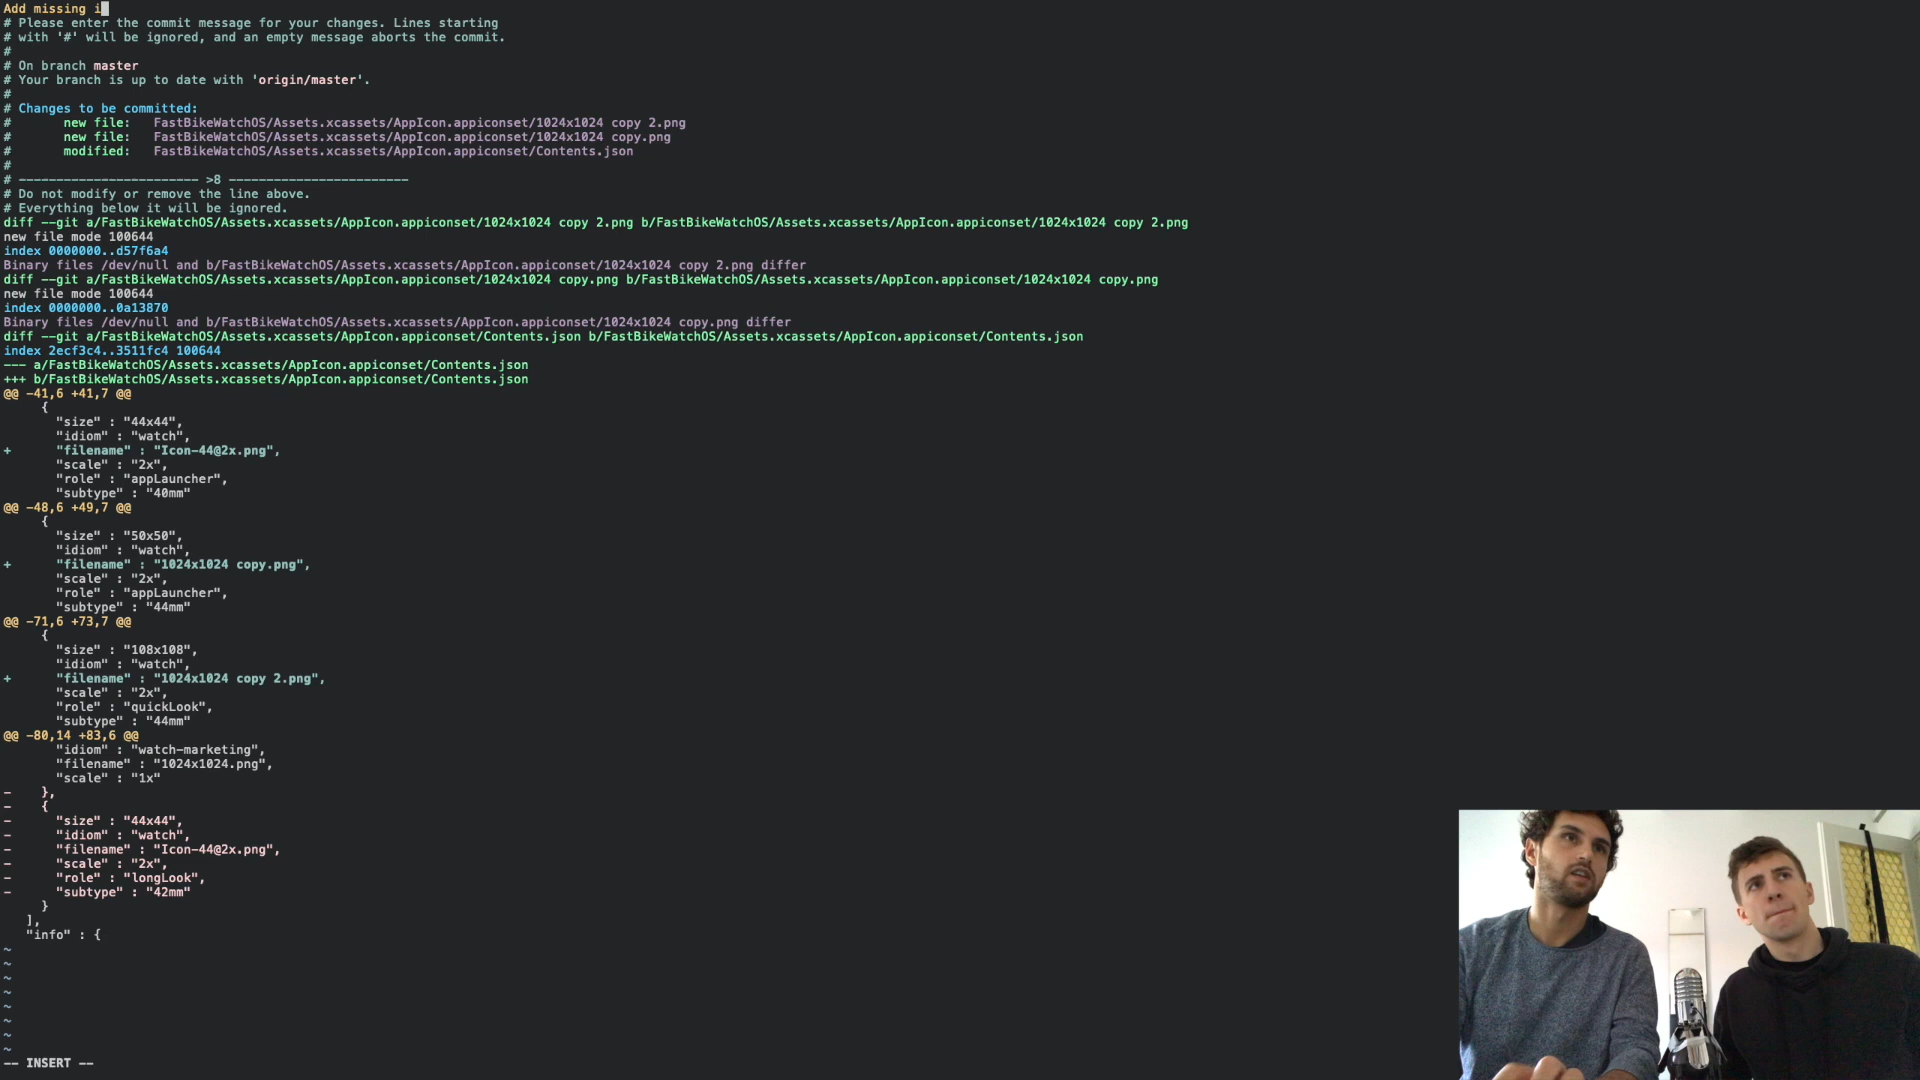 Add missing i
# Please enter the commit message for your changes. Lines starting
# with '#' will be ignored, and an empty message aborts the commit.
#
# On branch master
# Your branch is up to date with 'origin/master'.
#
# Changes to be committed:
#       new file:   FastBikeWatchOS/Assets.xcassets/AppIcon.appiconset/1024x1024 copy 2.png
#       new file:   FastBikeWatchOS/Assets.xcassets/AppIcon.appiconset/1024x1024 copy.png
#       modified:   FastBikeWatchOS/Assets.xcassets/AppIcon.appiconset/Contents.json
#
# ------------------------ >8 ------------------------
# Do not modify or remove the line above.
# Everything below it will be ignored.
diff --git a/FastBikeWatchOS/Assets.xcassets/AppIcon.appiconset/1024x1024 copy 2.png b/FastBikeWatchOS/Assets.xcassets/AppIcon.appiconset/1024x1024 copy 2.png
new file mode 100644
index 0000000..d57f6a4
Binary files /dev/null and b/FastBikeWatchOS/Assets.xcassets/AppIcon.appiconset/1024x1024 copy 2.png differ
diff --git a/FastBikeWatchOS/Assets.xcassets/AppIcon.appiconset/1024x1024 copy.png b/FastBikeWatchOS/Assets.xcassets/AppIcon.appiconset/1024x1024 copy.png
new file mode 100644
index 0000000..0a13870
Binary files /dev/null and b/FastBikeWatchOS/Assets.xcassets/AppIcon.appiconset/1024x1024 copy.png differ
diff --git a/FastBikeWatchOS/Assets.xcassets/AppIcon.appiconset/Contents.json b/FastBikeWatchOS/Assets.xcassets/AppIcon.appiconset/Contents.json
index 2ecf3c4..3511fc4 100644
--- a/FastBikeWatchOS/Assets.xcassets/AppIcon.appiconset/Contents.json
+++ b/FastBikeWatchOS/Assets.xcassets/AppIcon.appiconset/Contents.json
@@ -41,6 +41,7 @@
     {
       "size" : "44x44",
       "idiom" : "watch",
+      "filename" : "Icon-44@2x.png",
       "scale" : "2x",
       "role" : "appLauncher",
       "subtype" : "40mm"
@@ -48,6 +49,7 @@
     {
       "size" : "50x50",
       "idiom" : "watch",
+      "filename" : "1024x1024 copy.png",
       "scale" : "2x",
       "role" : "appLauncher",
       "subtype" : "44mm"
@@ -71,6 +73,7 @@
     {
       "size" : "108x108",
       "idiom" : "watch",
+      "filename" : "1024x1024 copy 2.png",
       "scale" : "2x",
       "role" : "quickLook",
       "subtype" : "44mm"
@@ -80,14 +83,6 @@
       "idiom" : "watch-marketing",
       "filename" : "1024x1024.png",
       "scale" : "1x"
-    },
-    {
-      "size" : "44x44",
-      "idiom" : "watch",
-      "filename" : "Icon-44@2x.png",
-      "scale" : "2x",
-      "role" : "longLook",
-      "subtype" : "42mm"
     }
   ],
   "info" : {
~
~
~
~
~
~
~
~
-- INSERT --